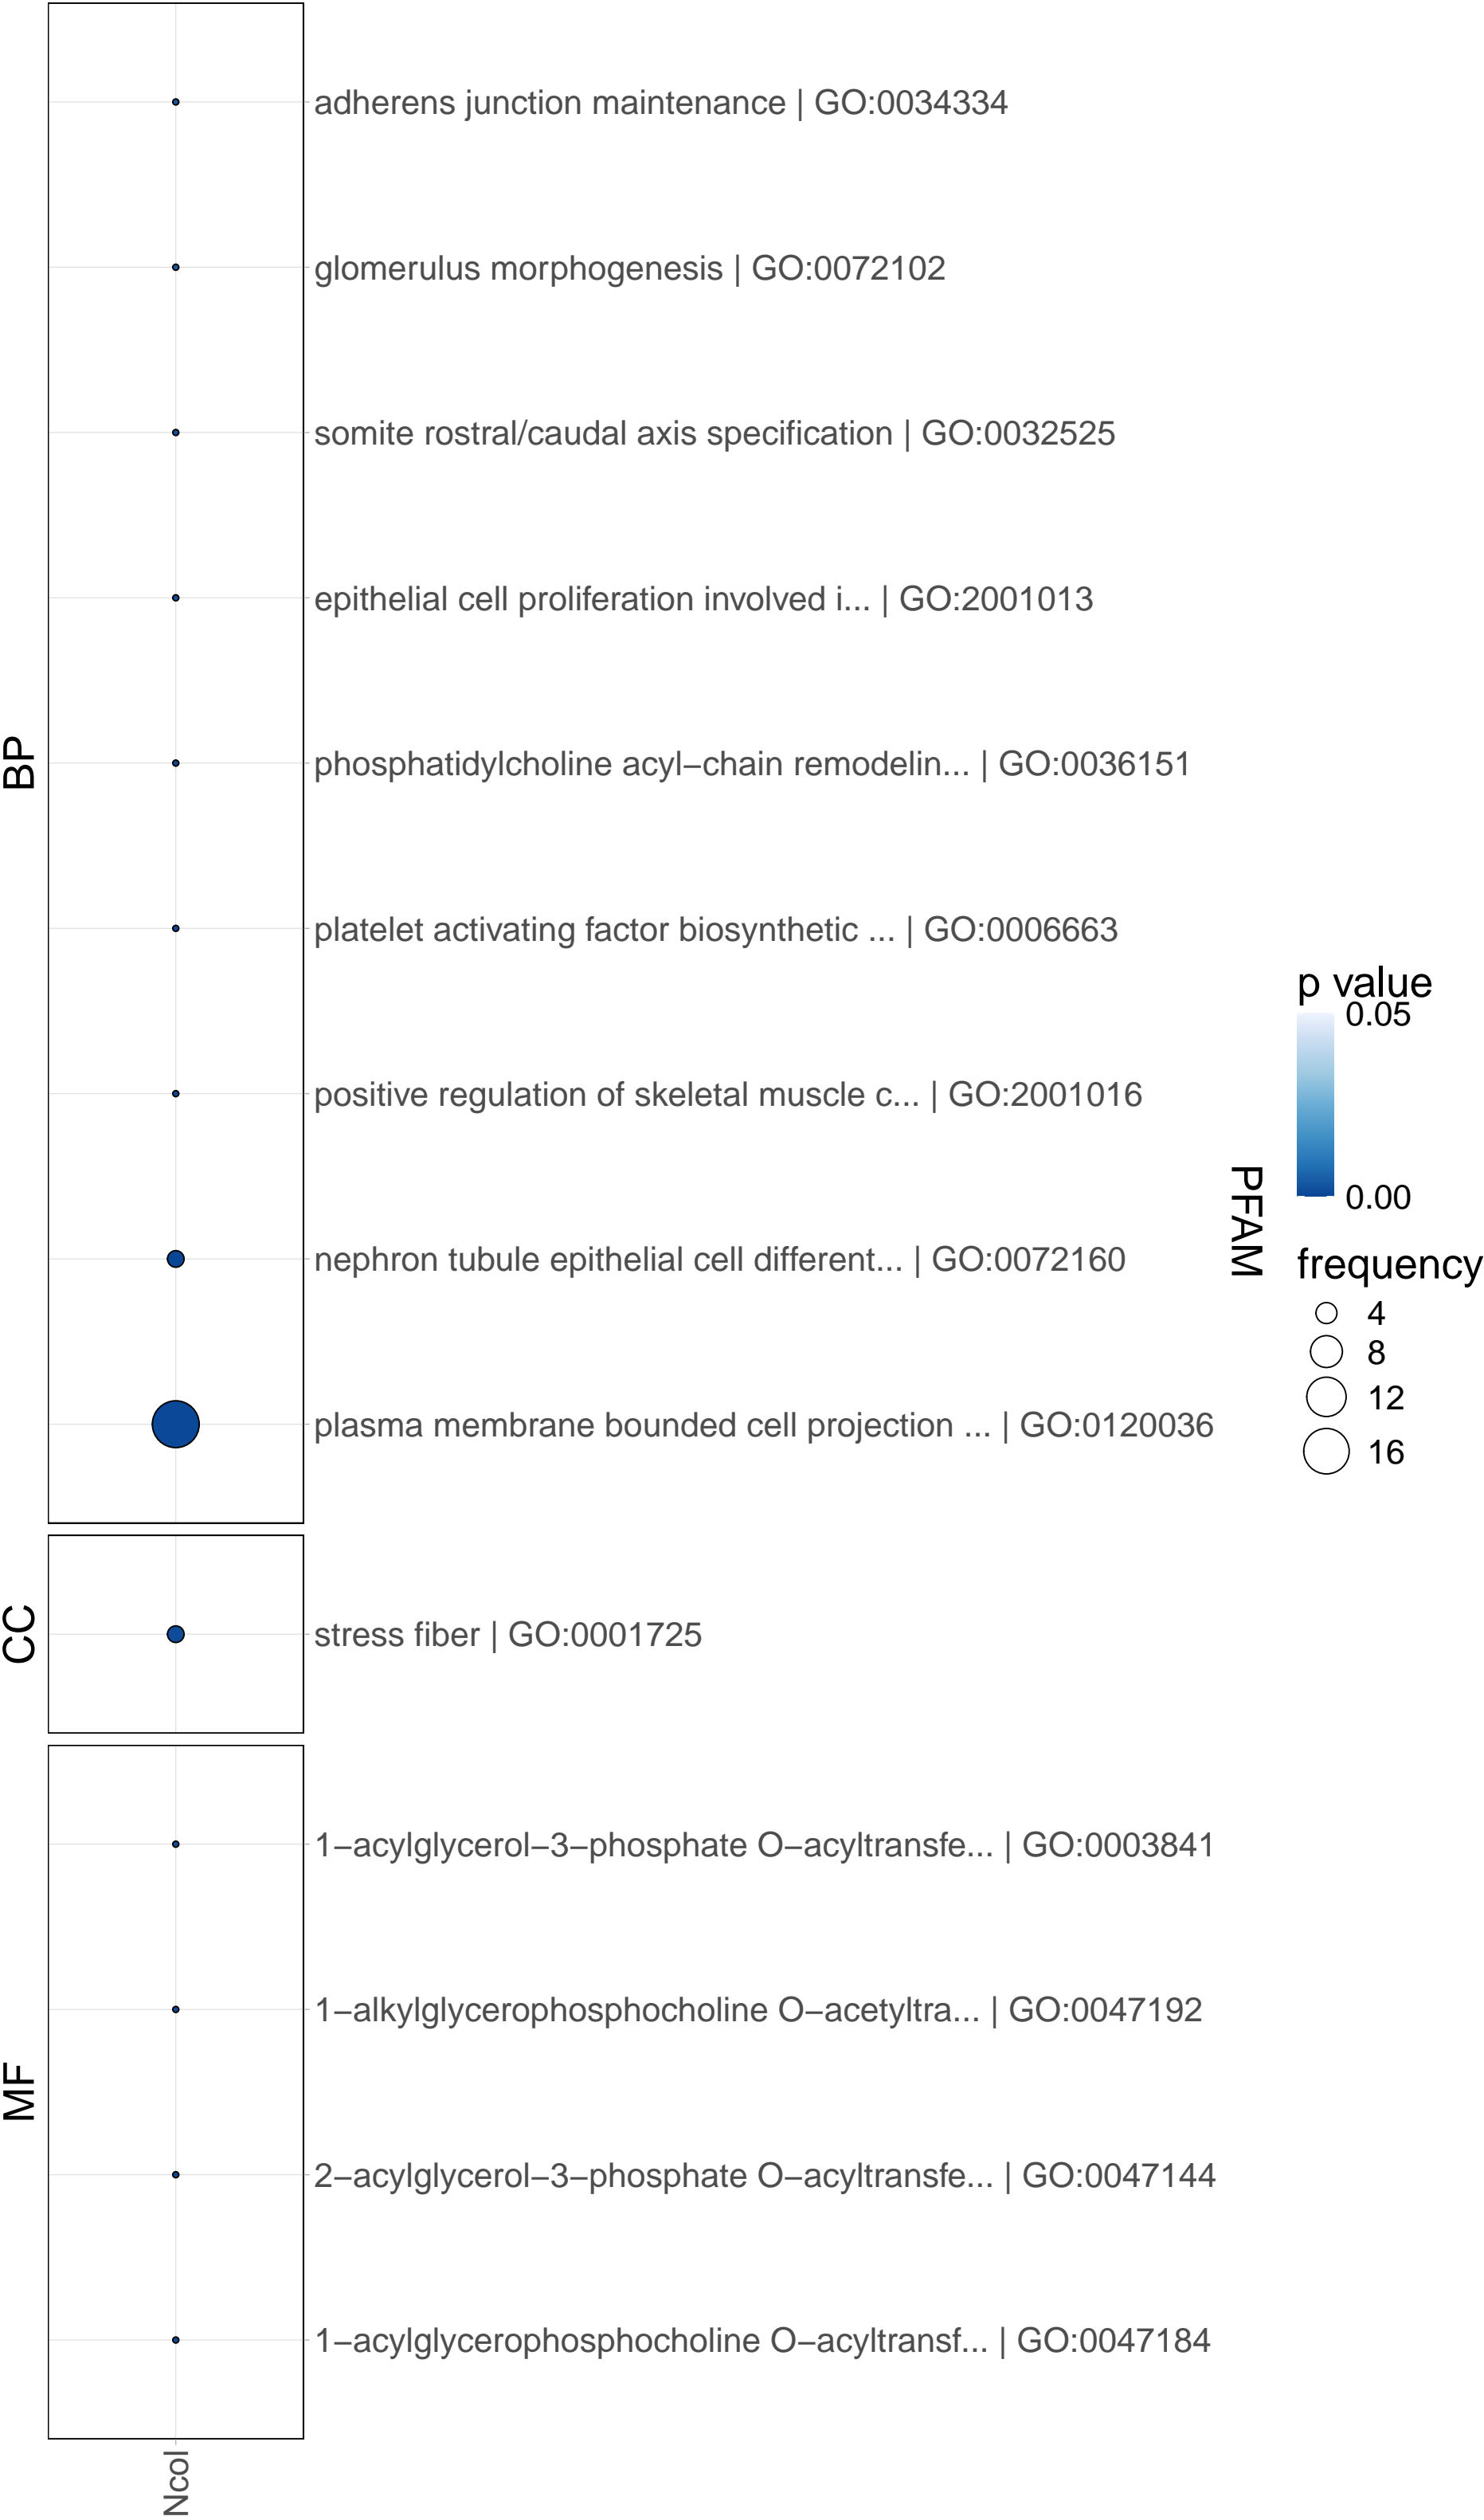 BP
adherens junction maintenance | GO:0034334
glomerulus morphogenesis | GO:0072102
somite rostral/caudal axis specification | GO:0032525
epithelial cell proliferation involved i... | GO:2001013
phosphatidylcholine acyl−chain remodelin... | GO:0036151
platelet activating factor biosynthetic ... | GO:0006663
positive regulation of skeletal muscle c... | GO:2001016
nephron tubule epithelial cell different... | GO:0072160
plasma membrane bounded cell projection ... | GO:0120036
CC
stress fiber | GO:0001725
MF
1−acylglycerol−3−phosphate O−acyltransfe... | GO:0003841
1−alkylglycerophosphocholine O−acetyltra... | GO:0047192
2−acylglycerol−3−phosphate O−acyltransfe... | GO:0047144
1−acylglycerophosphocholine O−acyltransf... | GO:0047184
Ncol
PFAM
p value
0.05
0.00
frequency
4
8
12
16